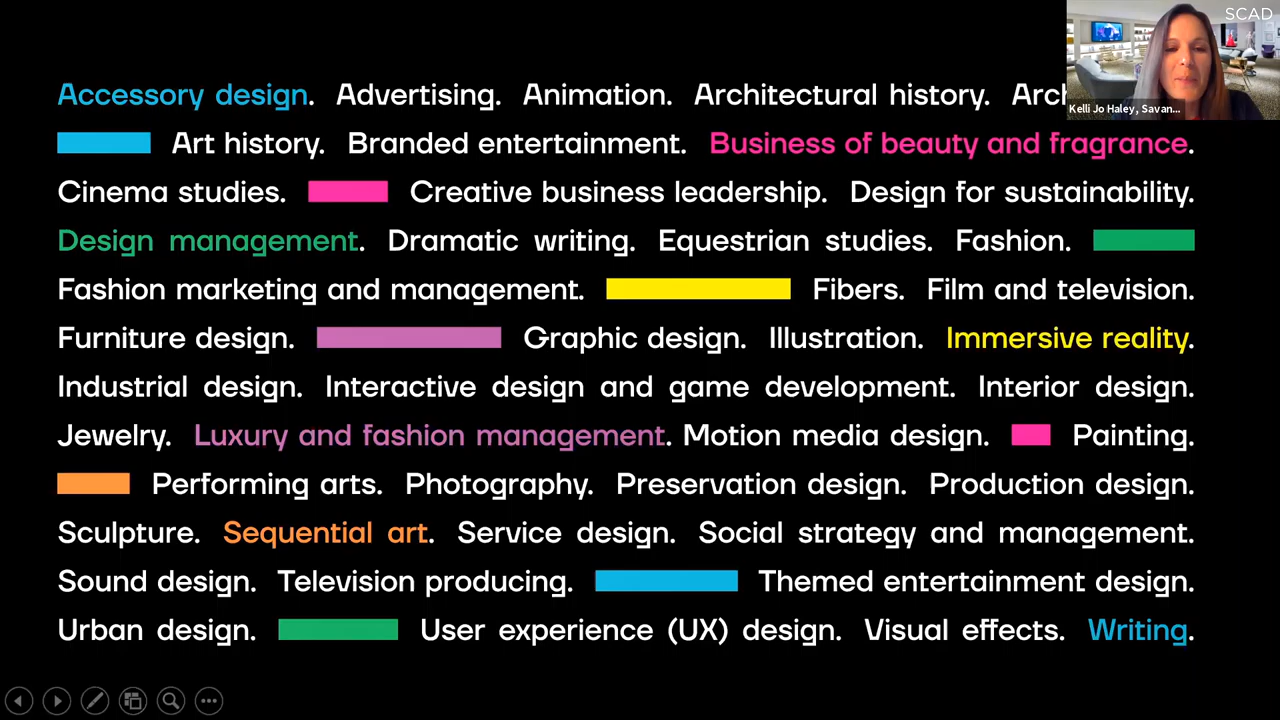 SCAD
Kelli Jo Haley, Savan...
Accessory design. Advertising. Animation. Architectural history.
Art history. Branded entertainment. Business of beauty and fragrance.
Cinema studies. Creative business leadership. Design for sustainability.
Design management. Dramatic writing. Equestrian studies. Fashion.
Fashion marketing and management. Fibers. Film and television.
Furniture design. Graphic design. Illustration. Immersive reality.
Industrial design. Interactive design and game development. Interior design.
Jewelry. Luxury and fashion management. Motion media design. Painting.
Performing arts. Photography. Preservation design. Production design.
Sculpture. Sequential art. Service design. Social strategy and management.
Sound design. Television producing. Themed entertainment design.
Urban design. User experience (UX) design. Visual effects. Writing.